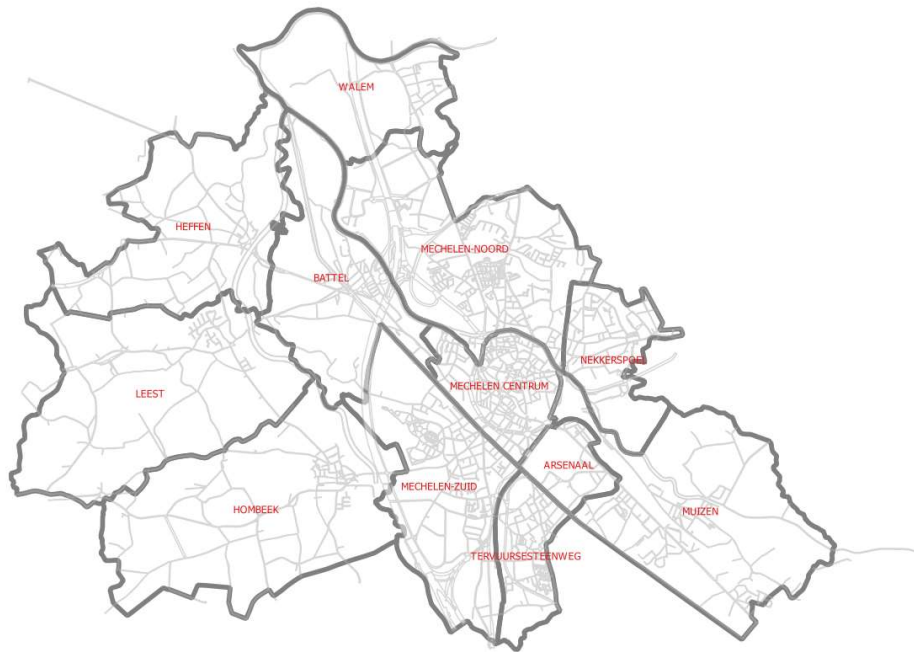 WALEM
HEFFEN
MECHELEN-NOORD
BATTEL
NEKKERSPOEL
MECHELEN CENTRUM
LEEST
ARSENAAL
MECHELEN-ZUID
HOMBEEK
MUIZEN
TERVUURSESTEENWEG